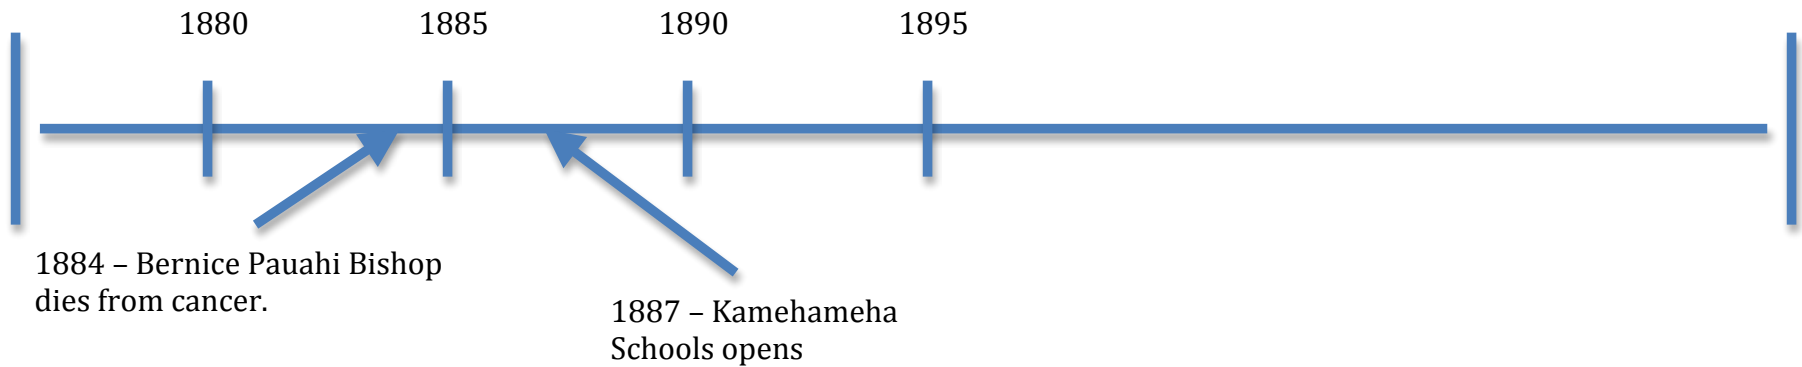 1880 1885 1890 1895
1884 – Bernice Pauahi Bishop
dies from cancer.
1887 – Kamehameha
Schools opens